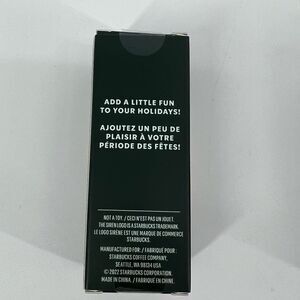 ADD A LITTLE FUN
TO YOUR HOLIDAYS!
AJOUTEZ UN PEU DE
PLAISIR À VOTRE
PÉRIODE DES FÊTES!
NOT A TOY. / CECI N'EST PAS UN JOUET.
THE SIREN LOGO IS A STARBUCKS TRADEMARK.
LE LOGO SIRÈNE EST UNE MARQUE DE COMMERCE
STARBUCKS
MANUFACTURED FOR: / FABRIQUÉ POUR :
STARBUCKS COFFEE COMPANY,
SEATTLE, WA 98134 USA
© 2022 STARBUCKS CORPORATION.
MADE IN CHINA. / FABRIQUÉ EN CHINE.